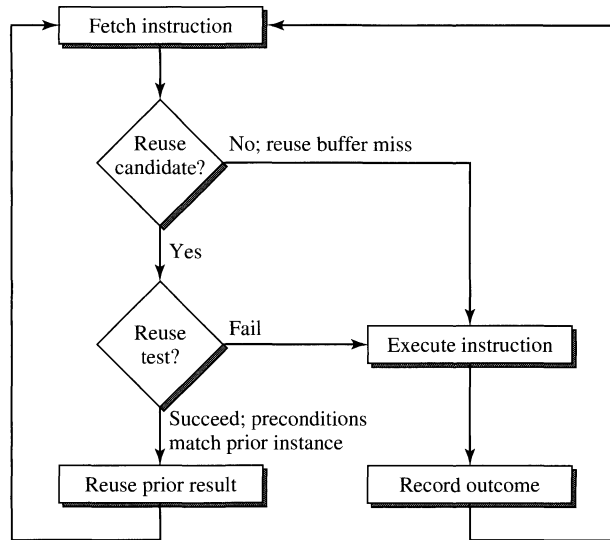 Fetch instruction
Reuse
candidate?
No; reuse buffer miss
Yes
Reuse
test?
Fail
Execute instruction
Succeed; preconditions
match prior instance
Reuse prior result
Record outcome